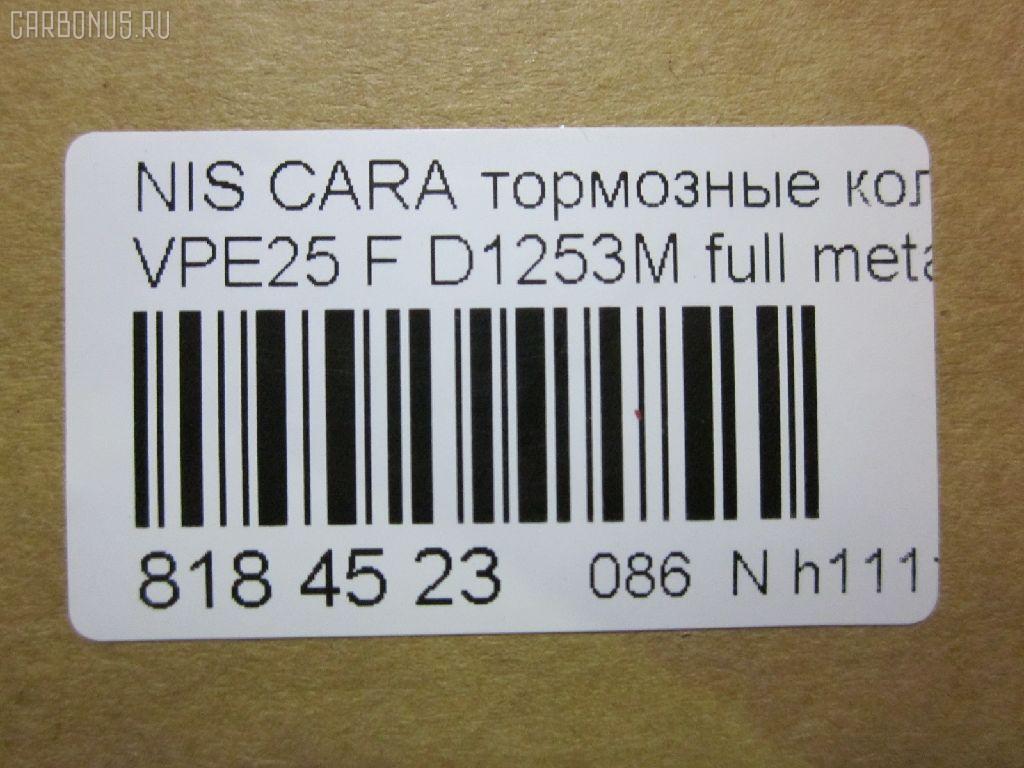 CARBONUS.RU
NIS CARA тормозные кол
VPE25 F D1253M full meta
818 45 23 086 N h111